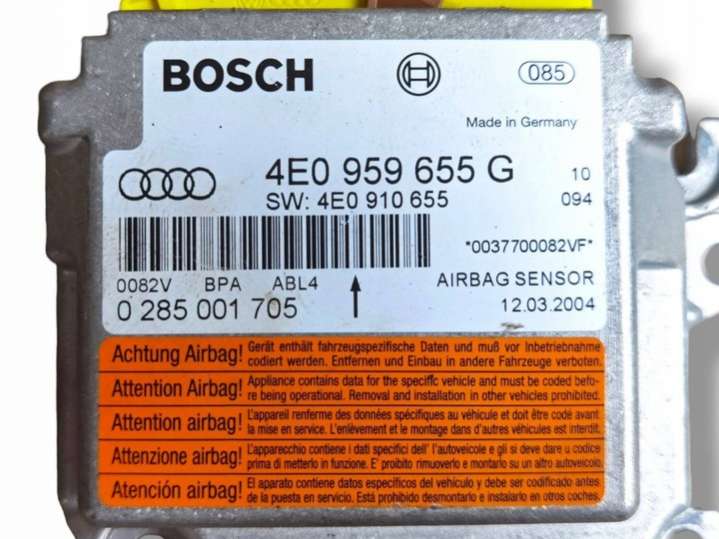 BOSCH
085
Made in Germany
4E0 959 655 G 10
SW: 4E0 910 655 094
*0037700082VF*
0082V BPA ABL4 AIRBAG SENSOR
0 285 001 705 12.03.2004
Achtung Airbag! Gerät enthält fahrzeugspezifische Daten und muß vor Inbetriebnahme
codiert werden. Entfernen und Einbau in andere Fahrzeuge verboten.
Attention Airbag! Appliance contains data for the specific vehicle and must be coded befo-
re being operational. Removal and installation in other vehicles prohibited.
Attention airbag! L'appareil renferme des données spécifiques au véhicule et doit être codé avant
la mise en service. L'enlèvement et le montage dans d'autres véhicules est interdit.
Attenzione airbag! L'apparecchio contiene i dati specifici dell' l'autoveicolo e gli si deve dare u codice
prima di metterlo in funzione. E' proibito rimuoverlo e montarlo su un altro autoveicolo.
Atención airbag! El aparato contiene datos específicos del vehículo y debe ser codificado antes
de la puesta en servicio. Está prohibido desmontarlo e instalarlo en otros coches.